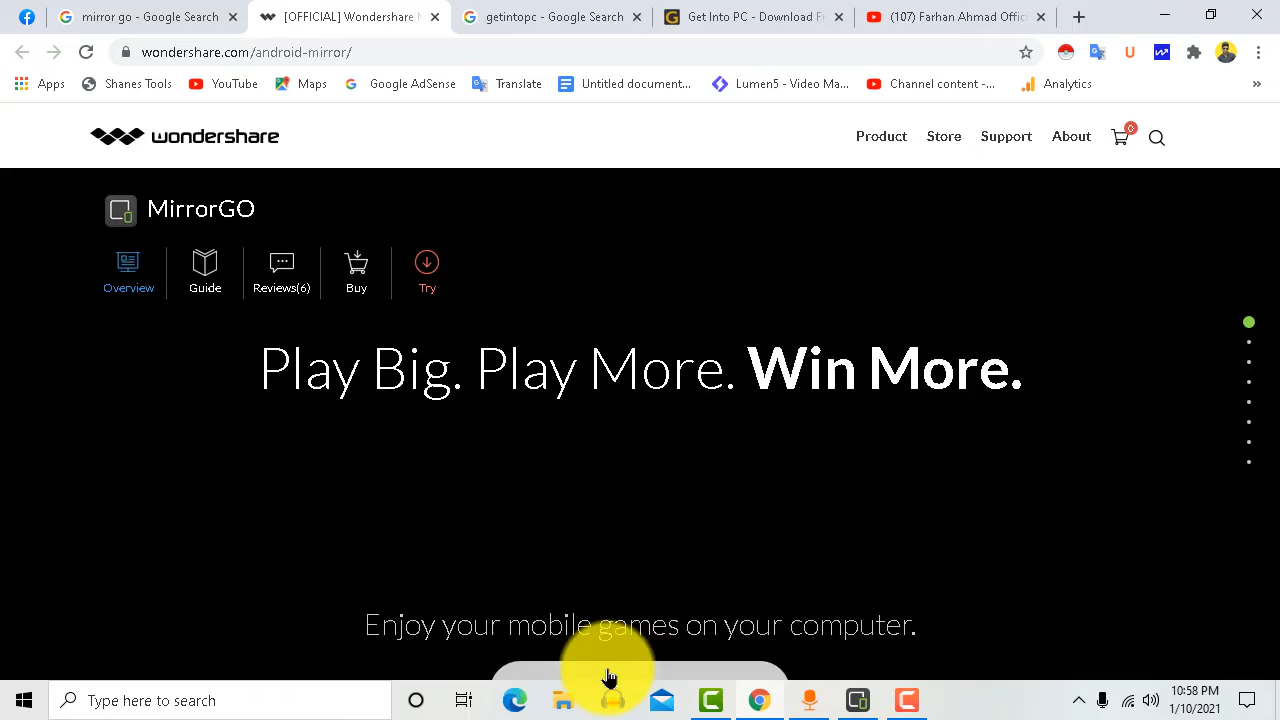 mirror go - Google Search
[OFFICIAL] Wondershare
getintopc - Google Search
Get Into PC - Download F
(107) Fahim Ahmad Offici
wondershare.com/android-mirror/
Apps
Shanes Tools
YouTube
Maps
Google AdSense
Translate
Untitled document...
Lumen5 - Video Ma...
Channel content -...
Analytics
wondershare
Product
Store
Support
About
0
MirrorGO
Overview
Guide
Reviews(6)
Buy
Try
Play Big. Play More. Win More.
Enjoy your mobile games on your computer.
Type here to search
10:58 PM
1/10/2021